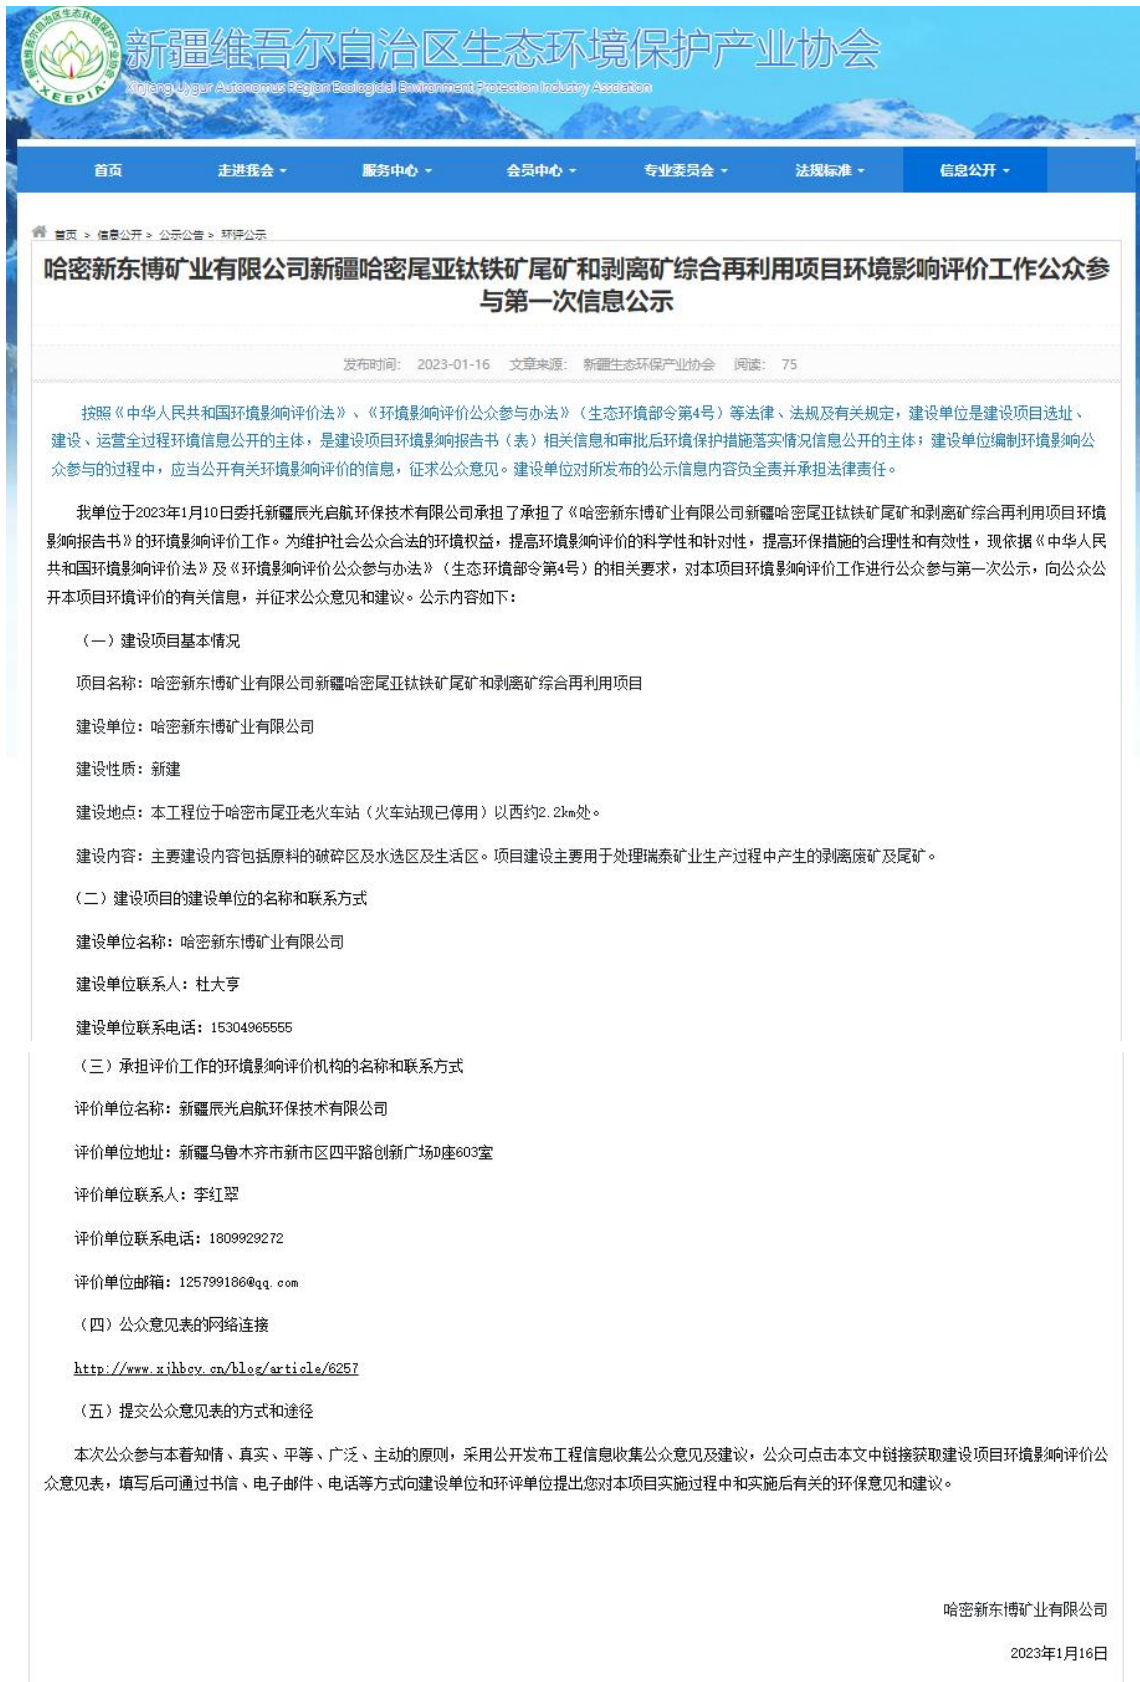 新疆维吾尔自治区生态环境保护产业协会
XEEPIA
Xinjiang Uygur Autonomous Region Ecological Environment Protection Industry Assciation
首页 走进我会 服务中心 会员中心 专业委员会 法规标准 信息公开
首页 > 信息公开 > 公示公告 > 环评公示
哈密新东博矿业有限公司新疆哈密尾亚钛铁矿尾矿和剥离矿综合再利用项目环境影响评价工作公众参
与第一次信息公示
发布时间： 2023-01-16 文章来源： 新疆生态环保产业协会 阅读： 75
按照《中华人民共和国环境影响评价法》、《环境影响评价公众参与办法》（生态环境部令第4号）等法律、法规及有关规定，建设单位是建设项目选址、
建设、运营全过程环境信息公开的主体，是建设项目环境影响报告书（表）相关信息和审批后环境保护措施落实情况信息公开的主体；建设单位编制环境影响公
众参与的过程中，应当公开有关环境影响评价的信息，征求公众意见。建设单位对所发布的公示信息内容负全责并承担法律责任。
我单位于2023年1月10日委托新疆辰光启航环保技术有限公司承担了承担了《哈密新东博矿业有限公司新疆哈密尾亚钛铁矿尾矿和剥离矿综合再利用项目环境
影响报告书》的环境影响评价工作。为维护社会公众合法的环境权益，提高环境影响评价的科学性和针对性，提高环保措施的合理性和有效性，现依据《中华人民
共和国环境影响评价法》及《环境影响评价公众参与办法》（生态环境部令第4号）的相关要求，对本项目环境影响评价工作进行公众参与第一次公示，向公众公
开本项目环境评价的有关信息，并征求公众意见和建议。公示内容如下：
（一）建设项目基本情况
项目名称：哈密新东博矿业有限公司新疆哈密尾亚钛铁矿尾矿和剥离矿综合再利用项目
建设单位：哈密新东博矿业有限公司
建设性质：新建
建设地点：本工程位于哈密市尾亚老火车站（火车站现已停用）以西约2.2km处。
建设内容：主要建设内容包括原料的破碎区及水选区及生活区。项目建设主要用于处理瑞泰矿业生产过程中产生的剥离废矿及尾矿。
（二）建设项目的建设单位的名称和联系方式
建设单位名称：哈密新东博矿业有限公司
建设单位联系人：杜大亨
建设单位联系电话：15304965555
（三）承担评价工作的环境影响评价机构的名称和联系方式
评价单位名称：新疆辰光启航环保技术有限公司
评价单位地址：新疆乌鲁木齐市新市区四平路创新广场D座603室
评价单位联系人：李红翠
评价单位联系电话：1809929272
评价单位邮箱：125799186@qq.com
（四）公众意见表的网络连接
http://www.xjhbcy.cn/blog/article/6257
（五）提交公众意见表的方式和途径
本次公众参与本着知情、真实、平等、广泛、主动的原则，采用公开发布工程信息收集公众意见及建议，公众可点击本文中链接获取建设项目环境影响评价公
众意见表，填写后可通过书信、电子邮件、电话等方式向建设单位和环评单位提出您对本项目实施过程中和实施后有关的环保意见和建议。
哈密新东博矿业有限公司
2023年1月16日